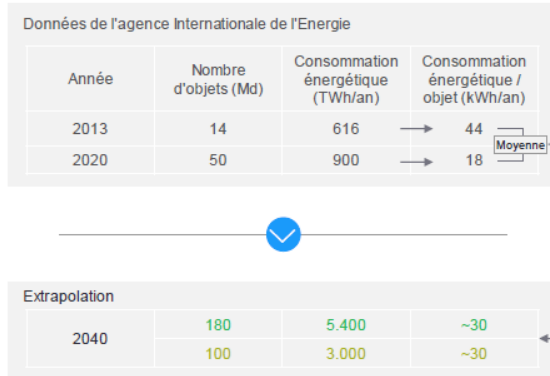 Données de l'agence Internationale de l'Energie
Année
Nombre
d'objets (Md)
Consommation
énergétique
(TWh/an)
Consommation
énergétique /
objet (kWh/an)
2013 14 616 44
Moyenne
2020 50 900 18
Extrapolation
2040
180 5.400 ~30
100 3.000 ~30